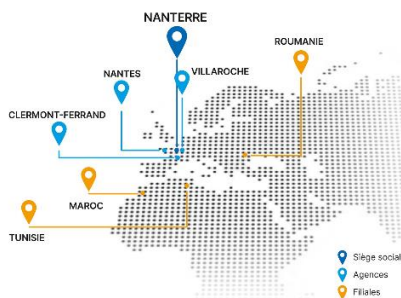 NANTERRE
ROUMANIE
NANTES
VILLAROCHE
CLERMONT-FERRAND
MAROC
TUNISIE
Siège social
Agences
Filiales